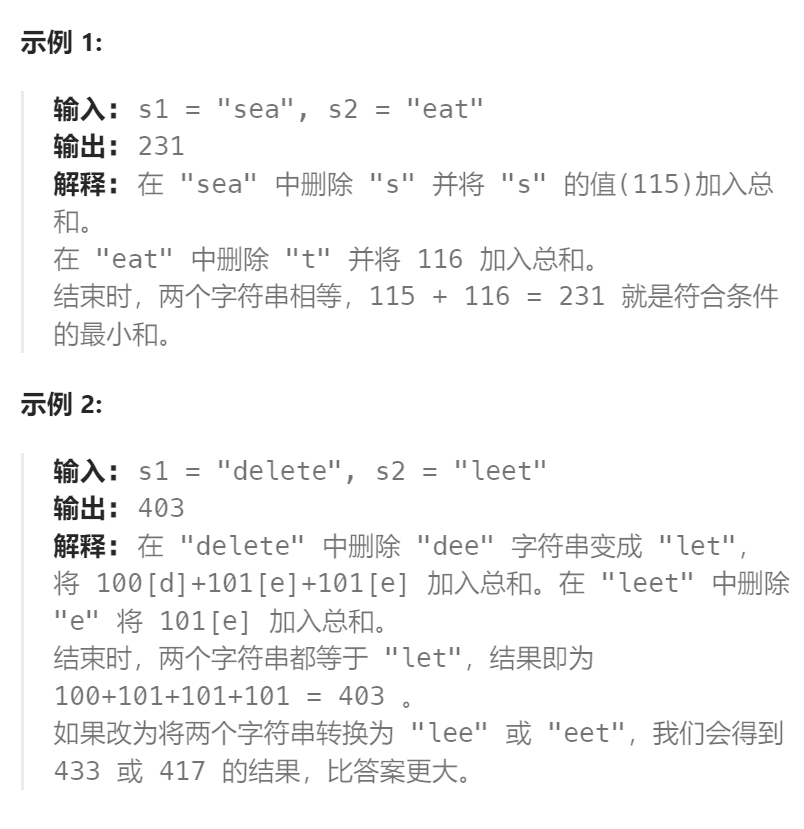 示例 1:
输入：s1 = "sea", s2 = "eat"
输出：231
解释：在 "sea" 中删除 "s" 并将 "s" 的值(115)加入总
和。
在 "eat" 中删除 "t" 并将 116 加入总和。
结束时，两个字符串相等，115 + 116 = 231 就是符合条件
的最小和。
示例 2:
输入：s1 = "delete", s2 = "leet"
输出：403
解释：在 "delete" 中删除 "dee" 字符串变成 "let"，
将 100[d]+101[e]+101[e] 加入总和。在 "leet" 中删除
"e" 将 101[e] 加入总和。
结束时，两个字符串都等于 "let"，结果即为
100+101+101+101 = 403 。
如果改为将两个字符串转换为 "lee" 或 "eet"，我们会得到
433 或 417 的结果，比答案更大。